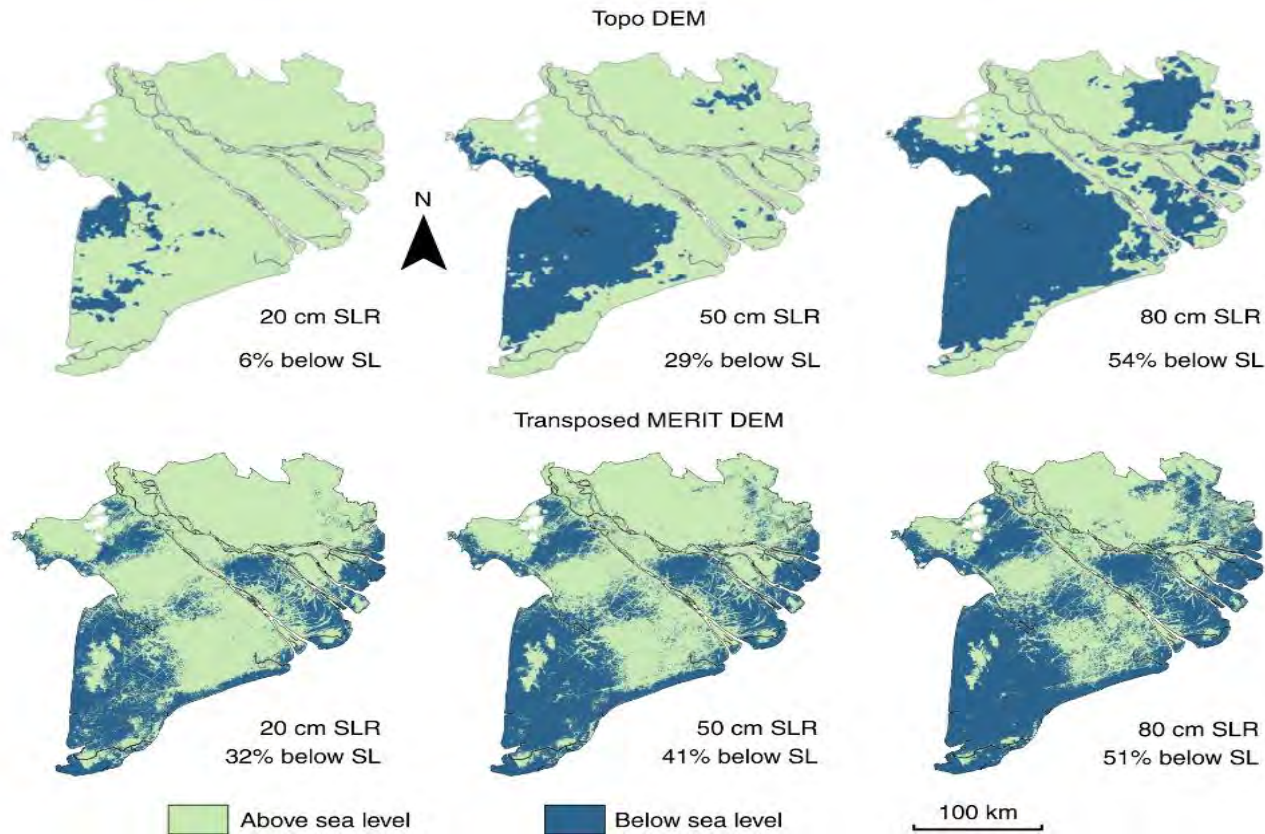 Topo DEM
N
20 cm SLR
6% below SL
50 cm SLR
29% below SL
80 cm SLR
54% below SL
Transposed MERIT DEM
20 cm SLR
32% below SL
50 cm SLR
41% below SL
80 cm SLR
51% below SL
Above sea level
Below sea level
100 km